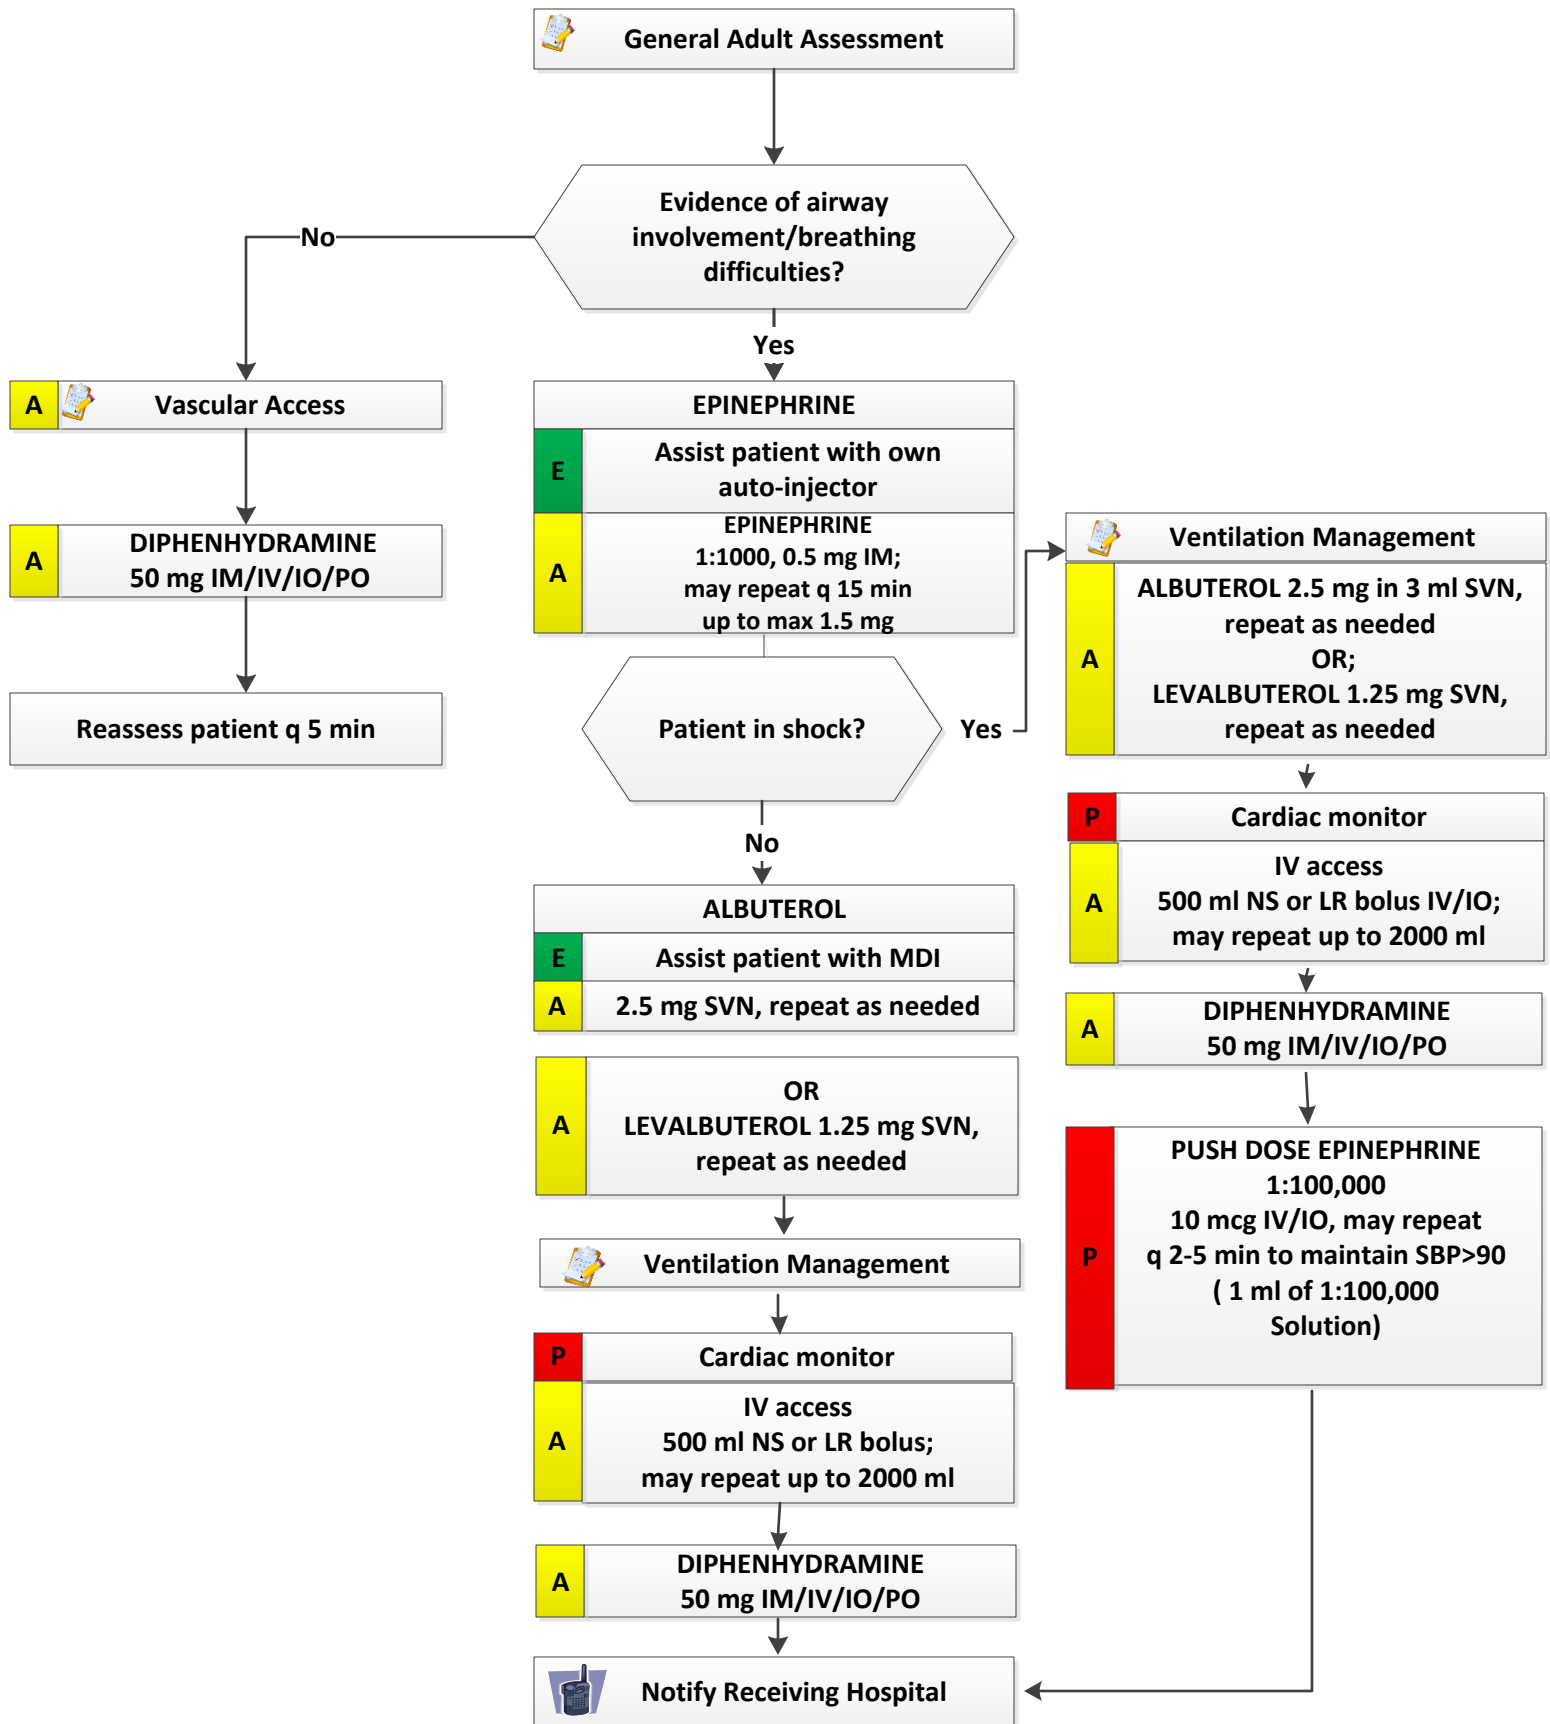 General Adult Assessment
Evidence of airway
involvement/breathing
difficulties?
No
Yes
A
Vascular Access
A
DIPHENHYDRAMINE
50 mg IM/IV/IO/PO
Reassess patient q 5 min
EPINEPHRINE
E
Assist patient with own
auto-injector
A
EPINEPHRINE
1:1000, 0.5 mg IM;
may repeat q 15 min
up to max 1.5 mg
Patient in shock?
Yes
No
ALBUTEROL
E
Assist patient with MDI
A
2.5 mg SVN, repeat as needed
A
OR
LEVALBUTEROL 1.25 mg SVN,
repeat as needed
Ventilation Management
P
Cardiac monitor
A
IV access
500 ml NS or LR bolus;
may repeat up to 2000 ml
A
DIPHENHYDRAMINE
50 mg IM/IV/IO/PO
Notify Receiving Hospital
Ventilation Management
A
ALBUTEROL 2.5 mg in 3 ml SVN,
repeat as needed
OR;
LEVALBUTEROL 1.25 mg SVN,
repeat as needed
P
Cardiac monitor
A
IV access
500 ml NS or LR bolus IV/IO;
may repeat up to 2000 ml
A
DIPHENHYDRAMINE
50 mg IM/IV/IO/PO
P
PUSH DOSE EPINEPHRINE
1:100,000
10 mcg IV/IO, may repeat
q 2-5 min to maintain SBP>90
( 1 ml of 1:100,000
Solution)